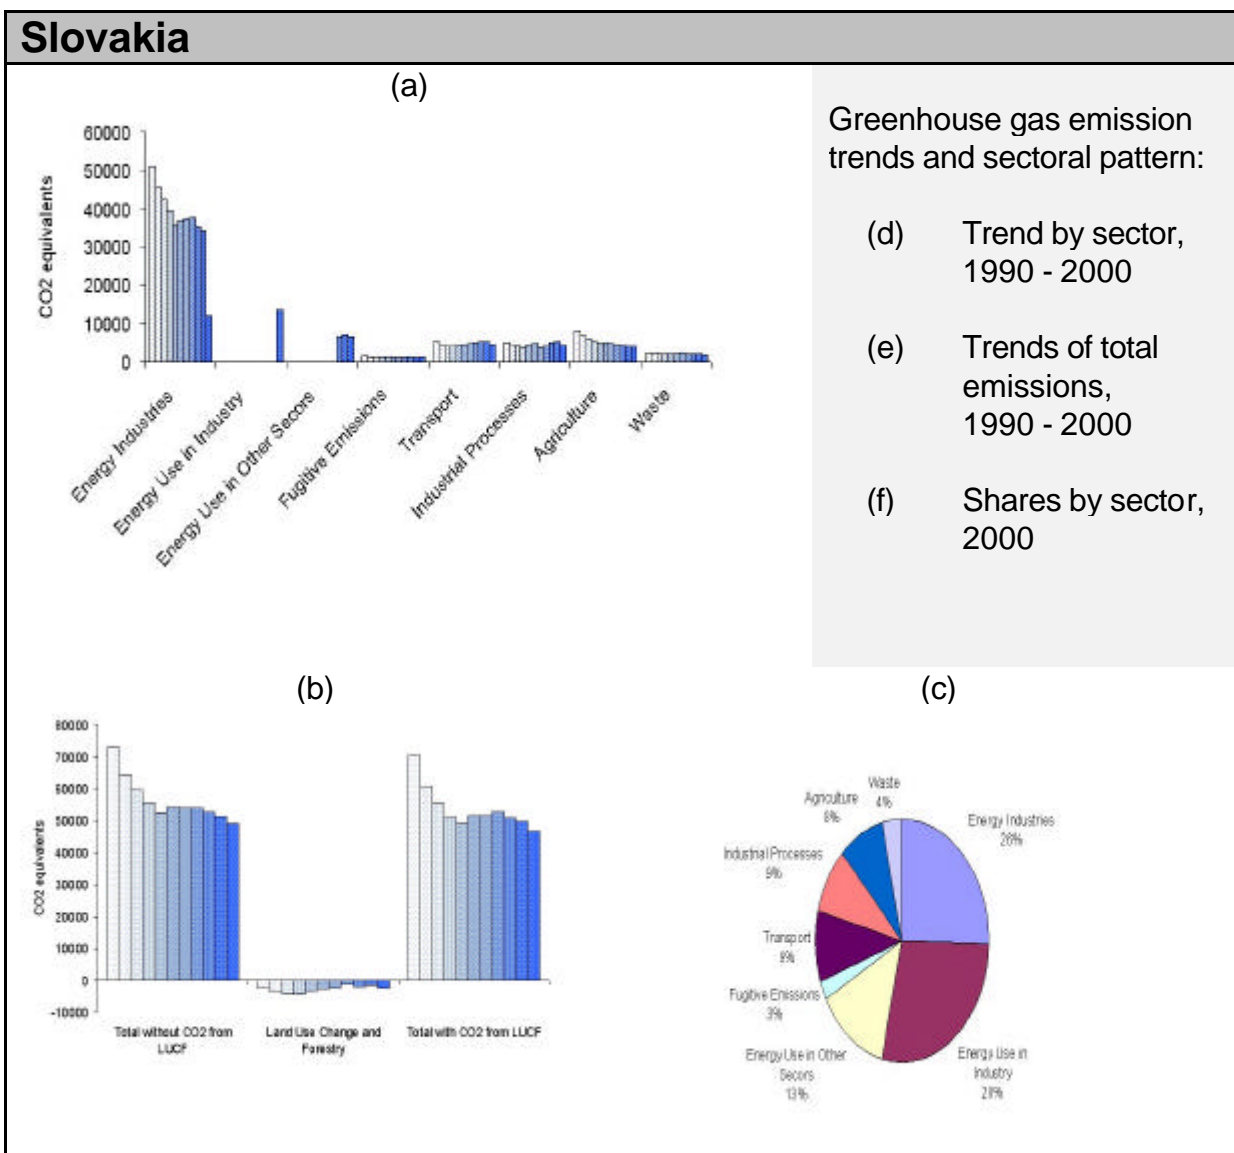 Slovakia
(a)
60000
50000
40000
30000
20000
10000
0
CO2 equivalents
Energy Industries
Energy Use in Industry
Energy Use in Other Secors
Fugitive Emissions
Transport
Industrial Processes
Agriculture
Waste
Greenhouse gas emission
trends and sectoral pattern:
(d) Trend by sector,
1990 - 2000
(e) Trends of total
emissions,
1990 - 2000
(f) Shares by sector,
2000
(b)
80000
70000
60000
50000
40000
30000
20000
10000
0
-10000
CO2 equivalents
Total without CO2 from
LUCF
Land Use Change and
Forestry
Total with CO2 from LUCF
(c)
Waste
4%
Agriculture
Energy Industries
26%
Industrial Processes
9%
Transport
9%
Fugitive Emissions
3%
Energy Use in Other
Secors
13%
Energy Use in
Industry